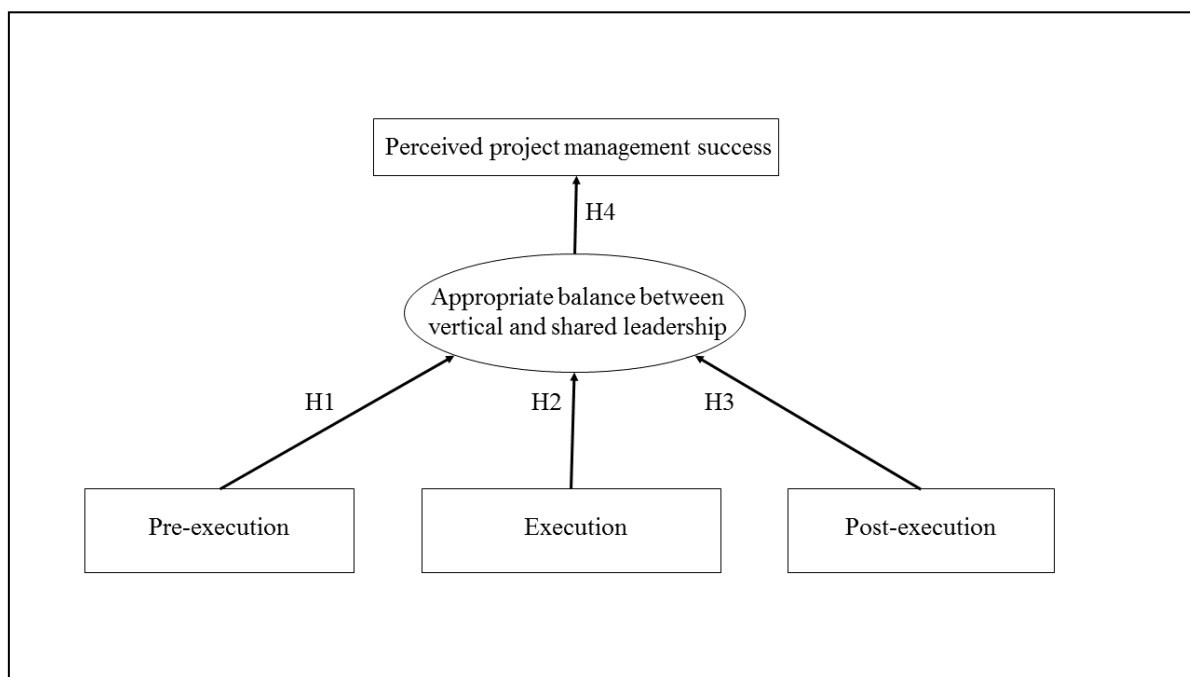 Perceived project management success
H4
Appropriate balance between
vertical and shared leadership
H1
H2
H3
Pre-execution
Execution
Post-execution